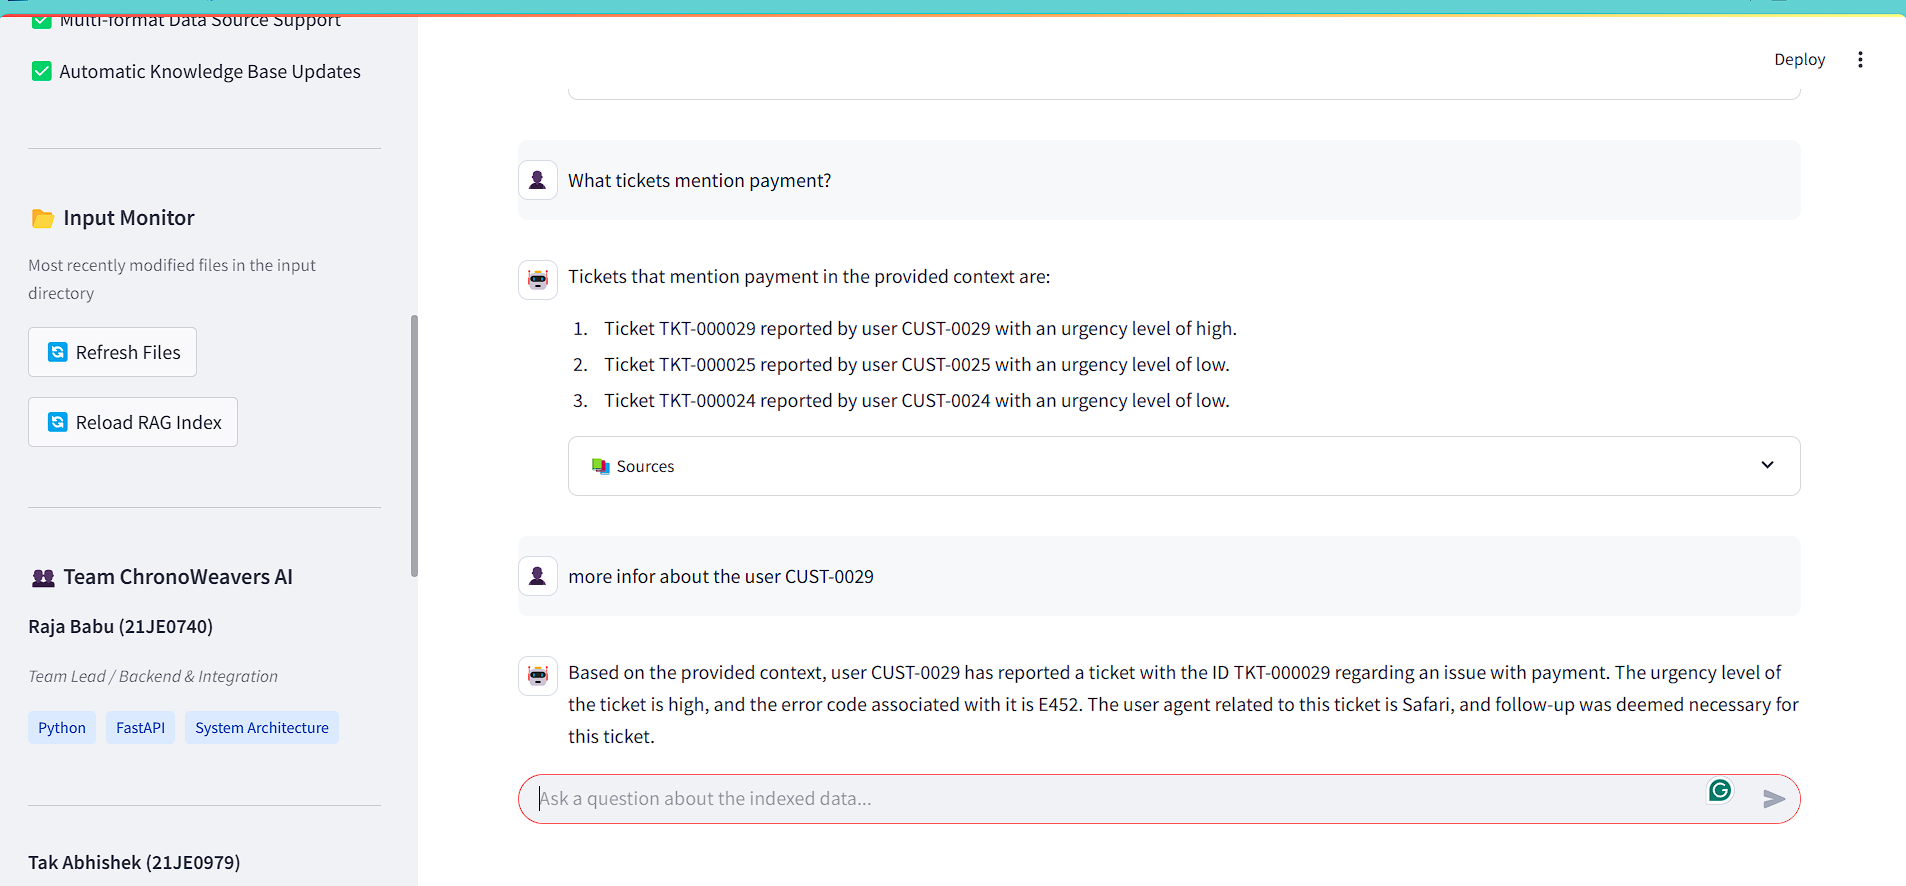 Multi-format Data Source Support
Automatic Knowledge Base Updates
Input Monitor
Most recently modified files in the input
directory
Refresh Files
Reload RAG Index
Team ChronoWeavers AI
Raja Babu (21JE0740)
Team Lead / Backend & Integration
Python FastAPI System Architecture
Tak Abhishek (21JE0979)
Deploy
What tickets mention payment?
Tickets that mention payment in the provided context are:
1. Ticket TKT-000029 reported by user CUST-0029 with an urgency level of high.
2. Ticket TKT-000025 reported by user CUST-0025 with an urgency level of low.
3. Ticket TKT-000024 reported by user CUST-0024 with an urgency level of low.
Sources
more infor about the user CUST-0029
Based on the provided context, user CUST-0029 has reported a ticket with the ID TKT-000029 regarding an issue with payment. The urgency level of
the ticket is high, and the error code associated with it is E452. The user agent related to this ticket is Safari, and follow-up was deemed necessary for
this ticket.
Ask a question about the indexed data...